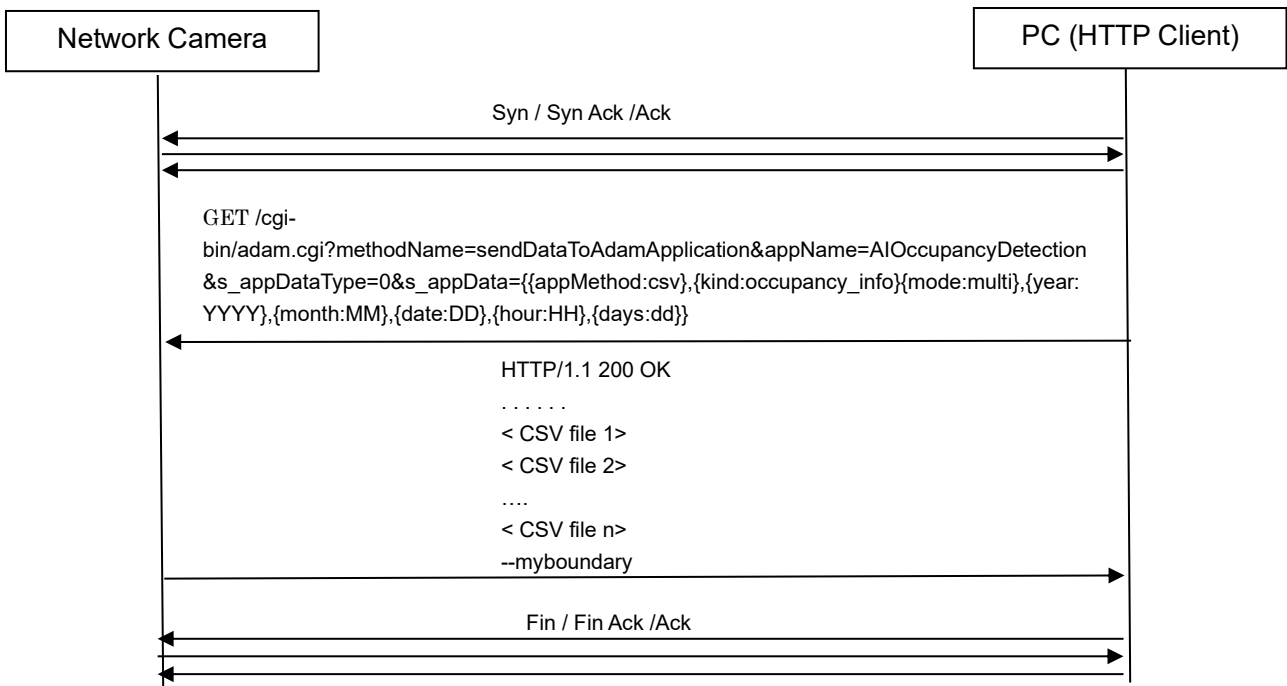 Network Camera
PC (HTTP Client)
Syn / Syn Ack /Ack
GET /cgi-
bin/adam.cgi?methodName=sendDataToAdamApplication&appName=AIOccupancyDetection
&s_appDataType=0&s_appData={{appMethod:csv},{kind:occupancy_info}{mode:multi},{year:
YYYY},{month:MM},{date:DD},{hour:HH},{days:dd}}
HTTP/1.1 200 OK
. . . . . .
< CSV file 1>
< CSV file 2>
….
< CSV file n>
--myboundary
Fin / Fin Ack /Ack